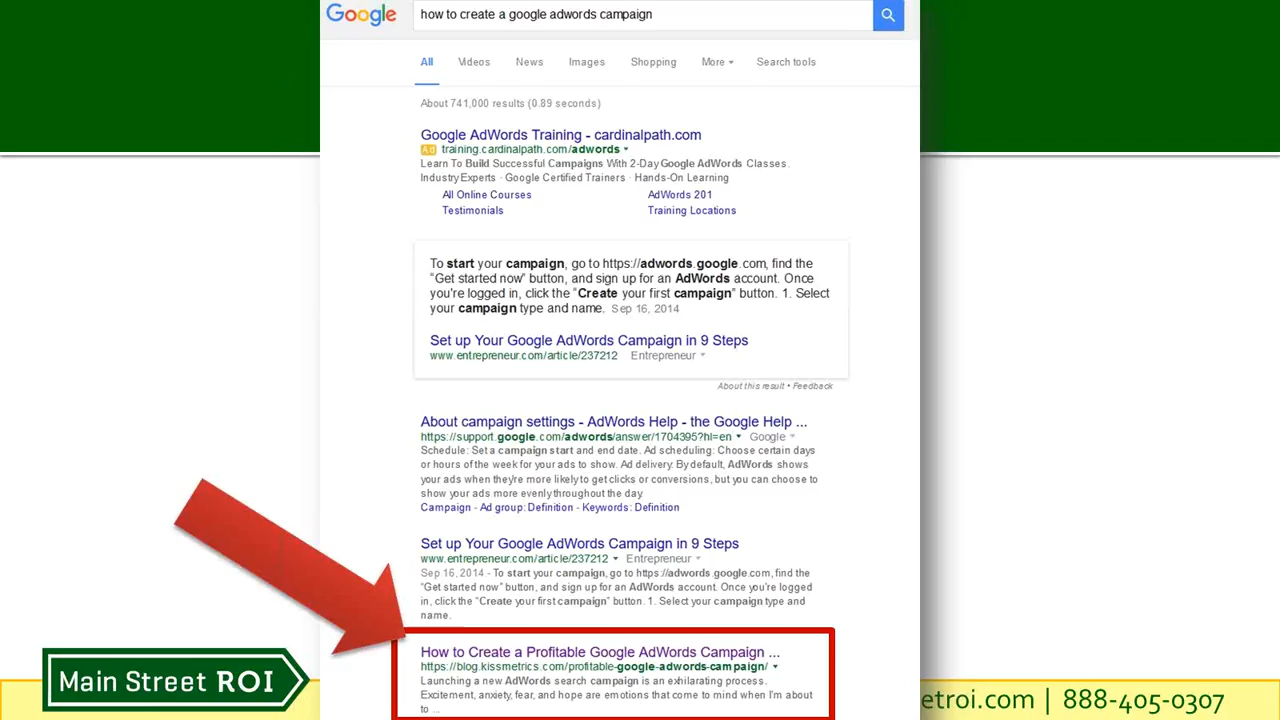 Google
how to create a google adwords campaign
All Videos News Images Shopping More Search tools
About 741,000 results (0.89 seconds)
Google AdWords Training - cardinalpath.com
Ad training.cardinalpath.com/adwords
Learn To Build Successful Campaigns With 2-Day Google AdWords Classes.
Industry Experts · Google Certified Trainers · Hands-On Learning
All Online Courses AdWords 201
Testimonials Training Locations
To start your campaign, go to https://adwords.google.com, find the
"Get started now" button, and sign up for an AdWords account. Once
you're logged in, click the "Create your first campaign" button. 1. Select
your campaign type and name. Sep 16, 2014
Set up Your Google AdWords Campaign in 9 Steps
www.entrepreneur.com/article/237212 Entrepreneur
About this result • Feedback
About campaign settings - AdWords Help - the Google Help ...
https://support.google.com/adwords/answer/1704395?hl=en Google
Schedule: Set a campaign start and end date. Ad scheduling: Choose certain days
or hours of the week for your ads to show. Ad delivery: By default, AdWords shows
your ads when they're more likely to get clicks or conversions, but you can choose to
show your ads more evenly throughout the day.
Campaign - Ad group: Definition - Keywords: Definition
Set up Your Google AdWords Campaign in 9 Steps
www.entrepreneur.com/article/237212 Entrepreneur
Sep 16, 2014 - To start your campaign, go to https://adwords.google.com, find the
"Get started now" button, and sign up for an AdWords account. Once you're logged
in, click the "Create your first campaign" button. 1. Select your campaign type and
name.
How to Create a Profitable Google AdWords Campaign ...
https://blog.kissmetrics.com/profitable-google-adwords-campaign/
Launching a new AdWords search campaign is an exhilarating process.
Excitement, anxiety, fear, and hope are emotions that come to mind when I'm about
to ...
Main Street ROI
etroi.com | 888-405-0307